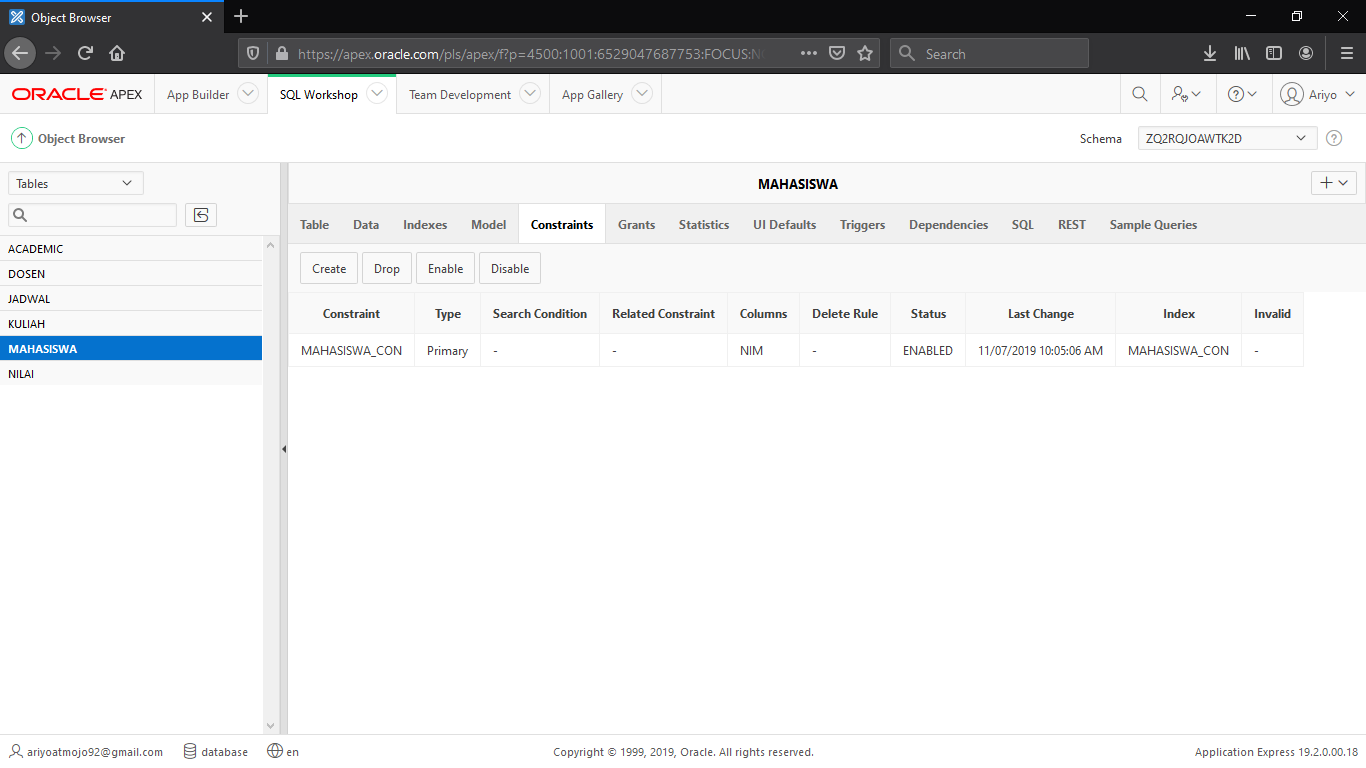 Object Browser
https://apex.oracle.com/pls/apex/f?p=4500:1001:6529047687753:FOCUS:N
Search
ORACLE APEX
App Builder
SQL Workshop
Team Development
App Gallery
Ariyo
Object Browser
Schema
ZQ2RQJOAWTK2D
Tables
MAHASISWA
ACADEMIC
DOSEN
JADWAL
KULIAH
MAHASISWA
NILAI
Table Data Indexes Model Constraints Grants Statistics UI Defaults Triggers Dependencies SQL REST Sample Queries
Create Drop Enable Disable
Constraint Type Search Condition Related Constraint Columns Delete Rule Status Last Change Index Invalid
MAHASISWA_CON Primary - - NIM - ENABLED 11/07/2019 10:05:06 AM MAHASISWA_CON -
ariyoatmojo92@gmail.com database en
Copyright © 1999, 2019, Oracle. All rights reserved.
Application Express 19.2.0.00.18